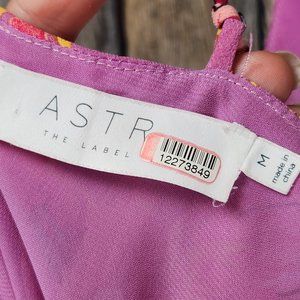 ASTR
THE LABEL
12273849
M
made in
china